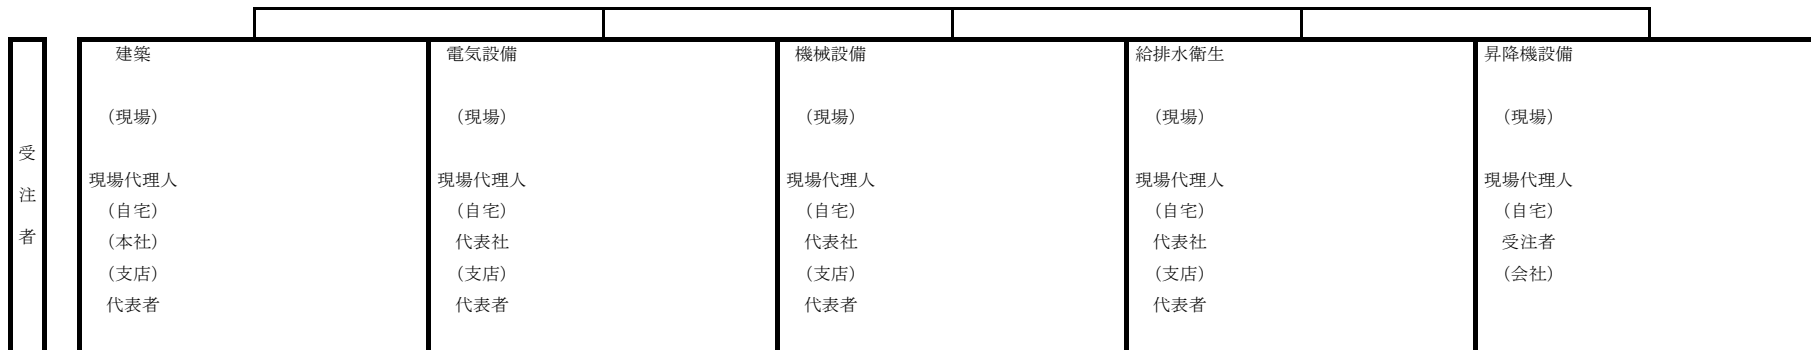 受注者
建築
（現場）
現場代理人
（自宅）
（本社）
（支店）
代表者
電気設備
（現場）
現場代理人
（自宅）
代表社
（支店）
代表者
機械設備
（現場）
現場代理人
（自宅）
代表社
（支店）
代表者
給排水衛生
（現場）
現場代理人
（自宅）
代表社
（支店）
代表者
昇降機設備
（現場）
現場代理人
（自宅）
受注者
（会社）